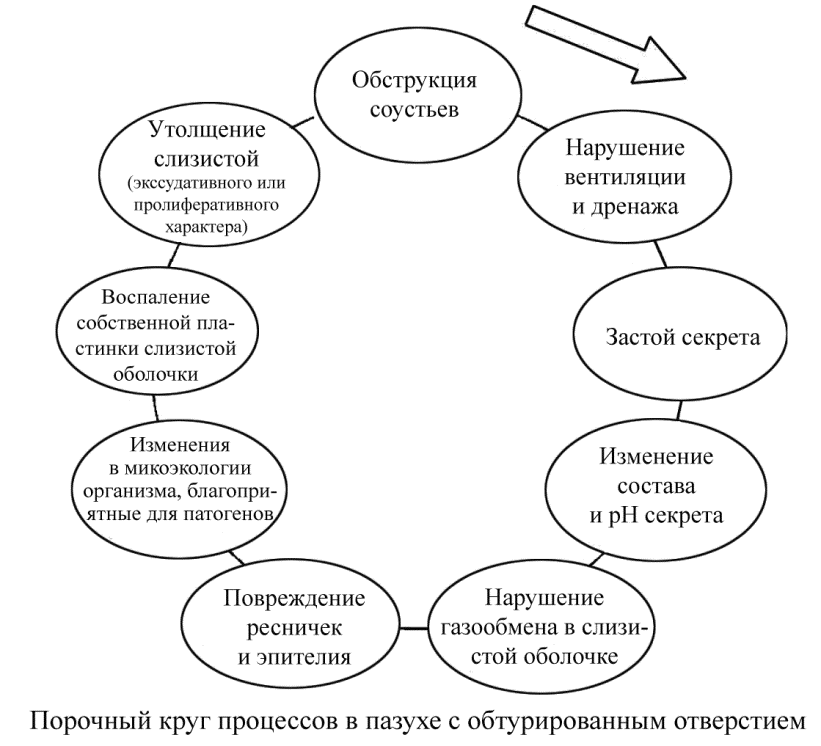 Обструкция
соустьев
Нарушение
вентиляции
и дренажа
Застой секрета
Изменение
состава
и рН секрета
Нарушение
газообмена в слизи-
стой оболочке
Повреждение
ресничек
и эпителия
Изменения
в микоэкологии
организма, благопри-
ятные для патогенов
Воспаление
собственной пла-
стинки слизистой
оболочки
Утолщение
слизистой
(экссудативного или
пролиферативного
характера)
Порочный круг процессов в пазухе с обтурированным отверстием